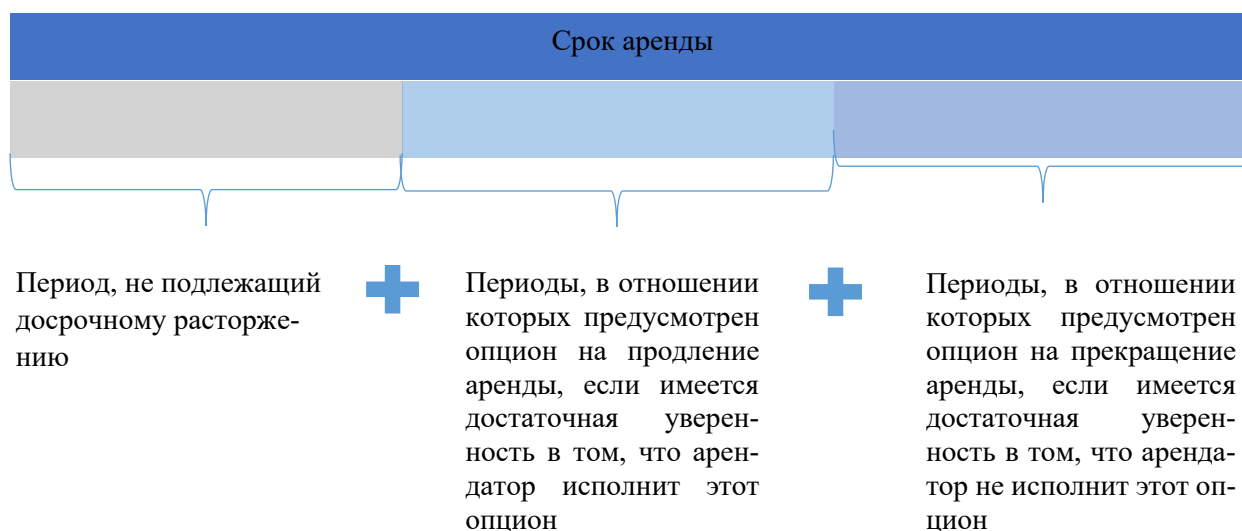 Срок аренды
Период, не подлежащий
досрочному расторже-
нию
Периоды, в отношении
которых предусмотрен
опцион на продление
аренды, если имеется
достаточная уверен-
ность в том, что арен-
датор исполнит этот
опцион
Периоды, в отношении
которых предусмотрен
опцион на прекращение
аренды, если имеется
достаточная уверен-
ность в том, что аренда-
тор не исполнит этот оп-
цион